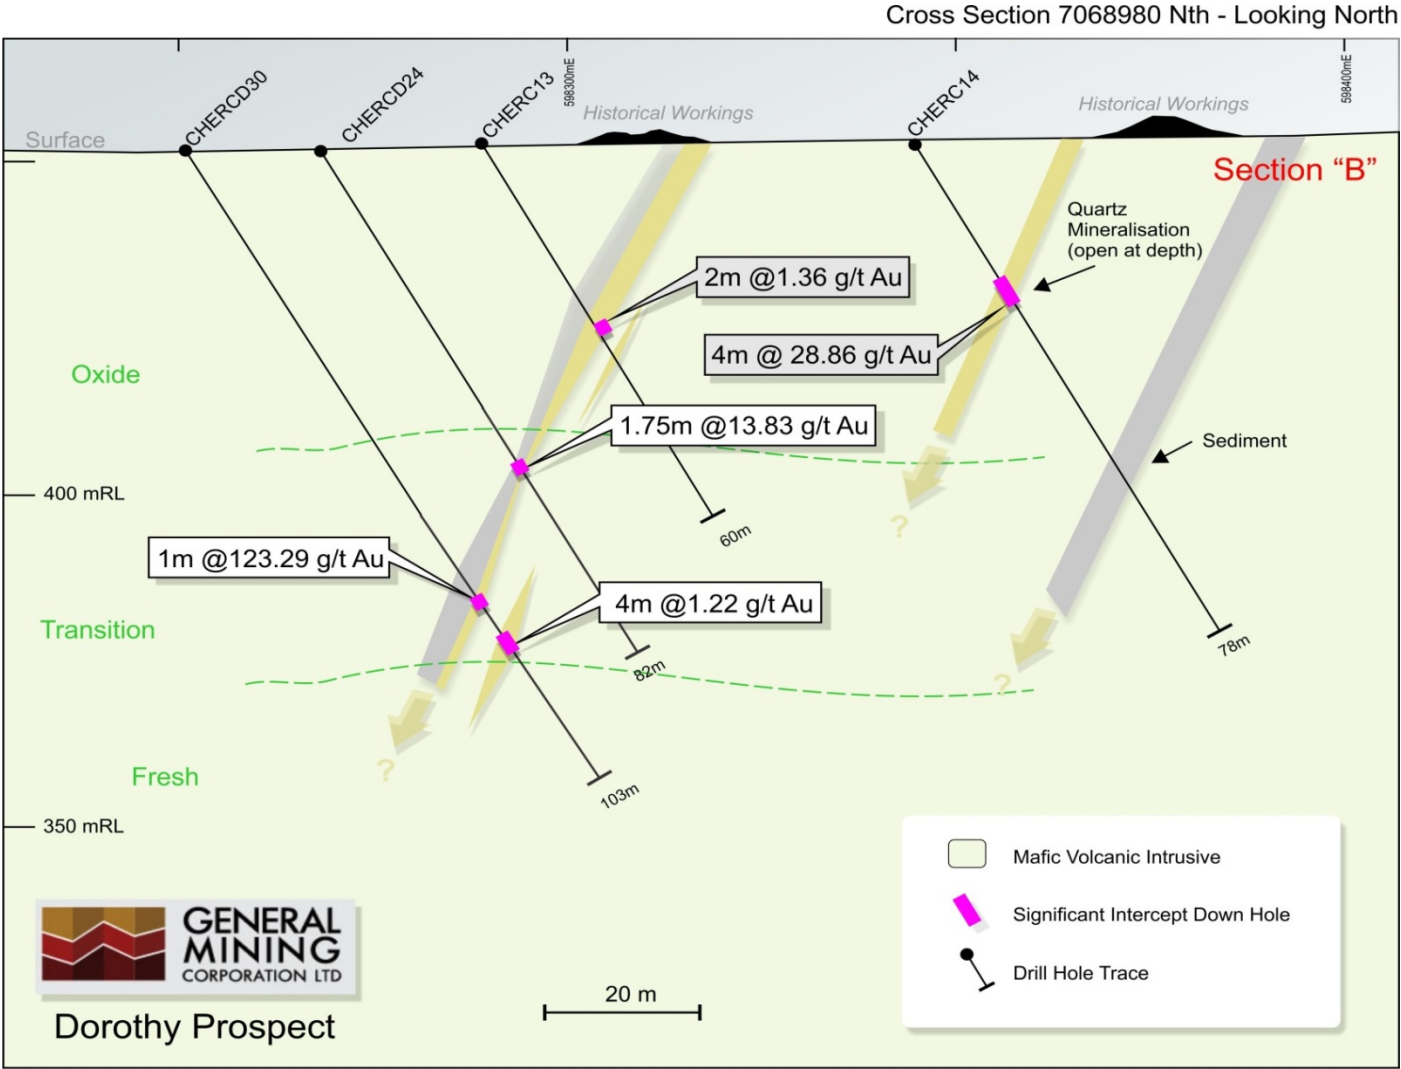 Cross Section 7068980 Nth - Looking North
CHERCD30
CHERCD24
CHERC13
598300mE
Historical Workings
CHERC14
Historical Workings
598400mE
Surface
Section “B”
Quartz
Mineralisation
(open at depth)
2m @1.36 g/t Au
4m @ 28.86 g/t Au
Oxide
1.75m @13.83 g/t Au
Sediment
400 mRL
?
60m
1m @123.29 g/t Au
4m @1.22 g/t Au
Transition
78m
82m
?
?
Fresh
103m
350 mRL
Mafic Volcanic Intrusive
Significant Intercept Down Hole
Drill Hole Trace
GENERAL
MINING
CORPORATION LTD
20 m
Dorothy Prospect